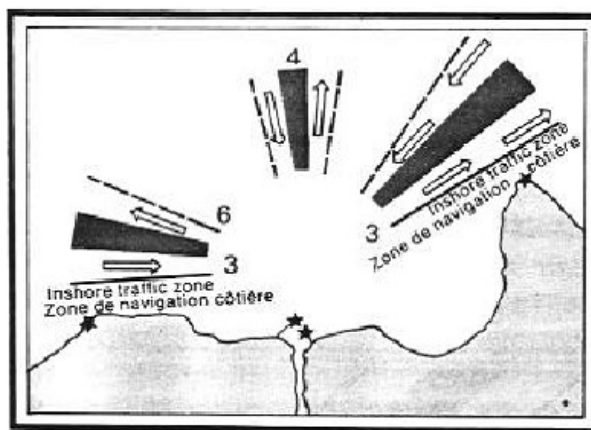 4
Inshore traffic zone
Zone de navigation côtière
3
6
3
Inshore traffic zone
Zone de navigation côtière